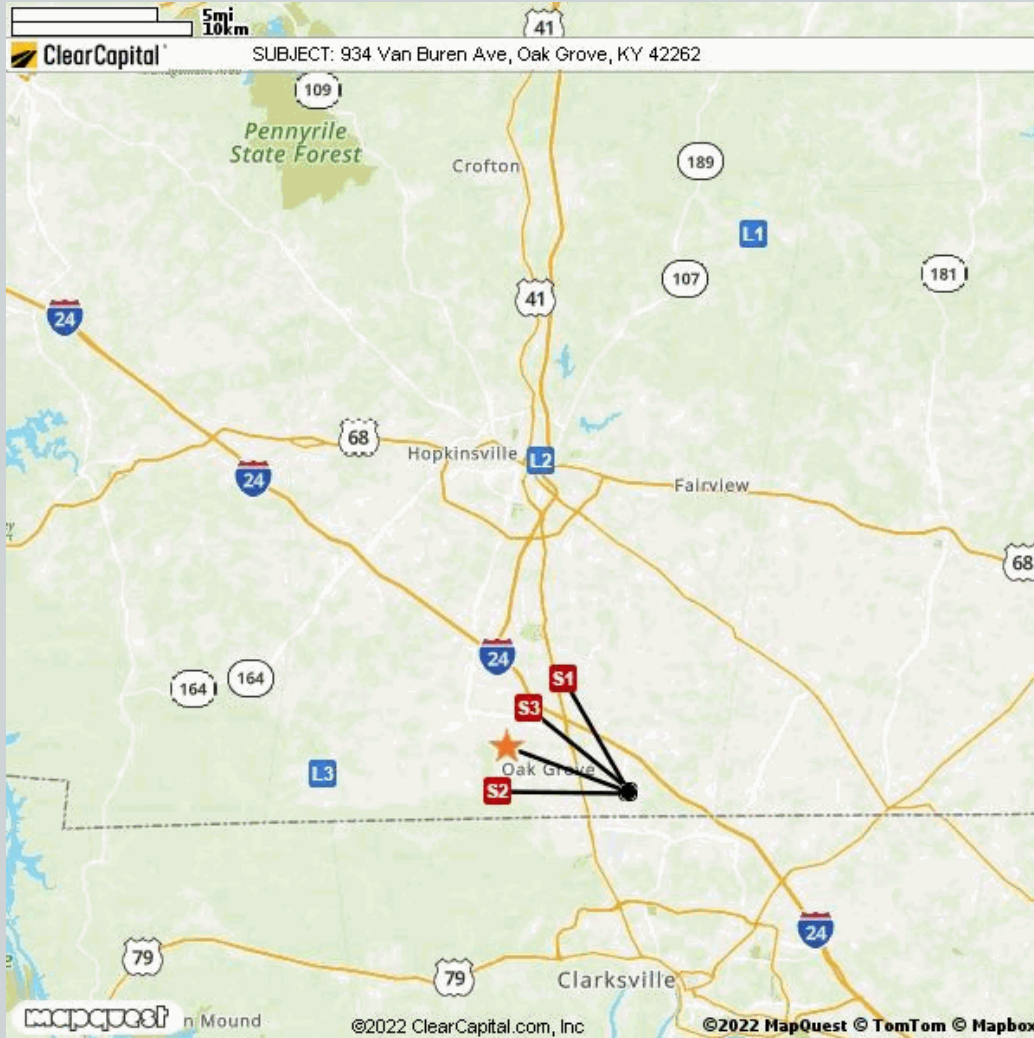 5mi
10km
41
ClearCapital
SUBJECT: 934 Van Buren Ave, Oak Grove, KY 42262
109
Pennyrile
State Forest
Crofton
189
L1
107
181
41
24
68
Hopkinsville
L2
24
Fairview
68
24
S1
164
164
S3
Oak Grove
L3
S2
24
79
79
Clarksville
mapquest
n Mound
©2022 ClearCapital.com, Inc
©2022 MapQuest © TomTom © Mapbox